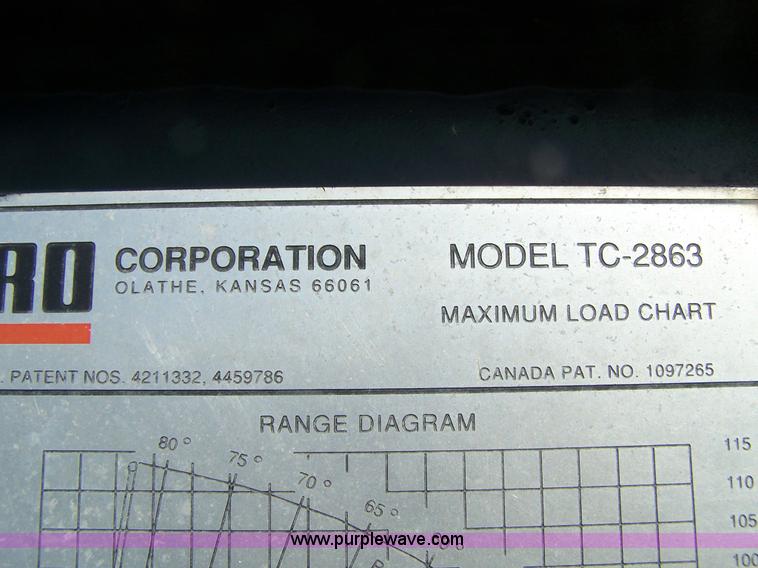 RO CORPORATION MODEL TC-2863
OLATHE, KANSAS 66061
MAXIMUM LOAD CHART
. PATENT NOS. 4211332, 4459786 CANADA PAT. NO. 1097265
RANGE DIAGRAM
80° 75° 70° 65° 115
110
105
www.purplewave.com
100